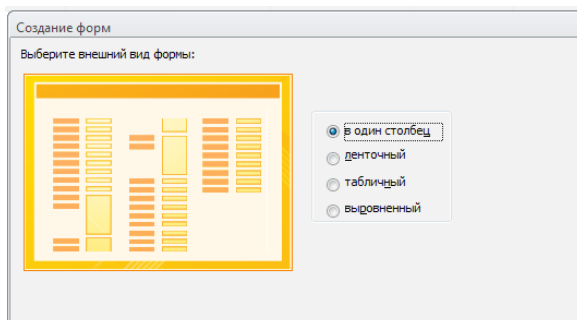 Создание форм
Выберите внешний вид формы:
в один столбец
ленточный
табличный
выровненный